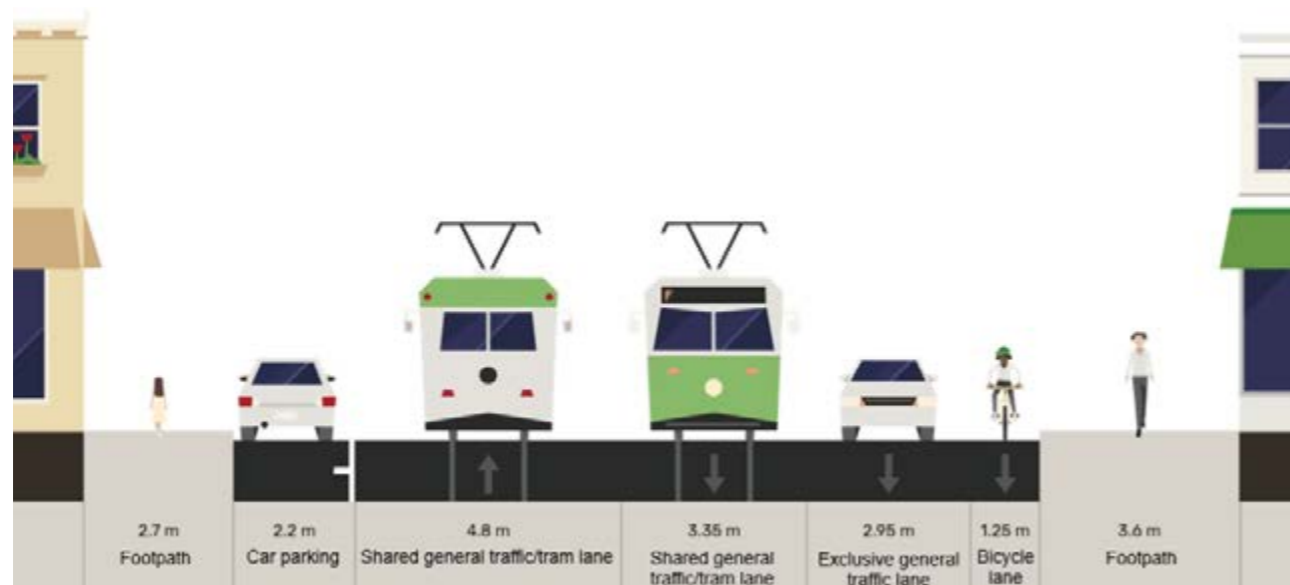 2.7 m
Footpath
2.2 m
Car parking
4.8 m
Shared general traffic/tram lane
3.35 m
Shared general
traffic/tram lane
2.95 m
Exclusive general
traffic lane
1.25 m
Bicycle
lane
3.6 m
Footpath